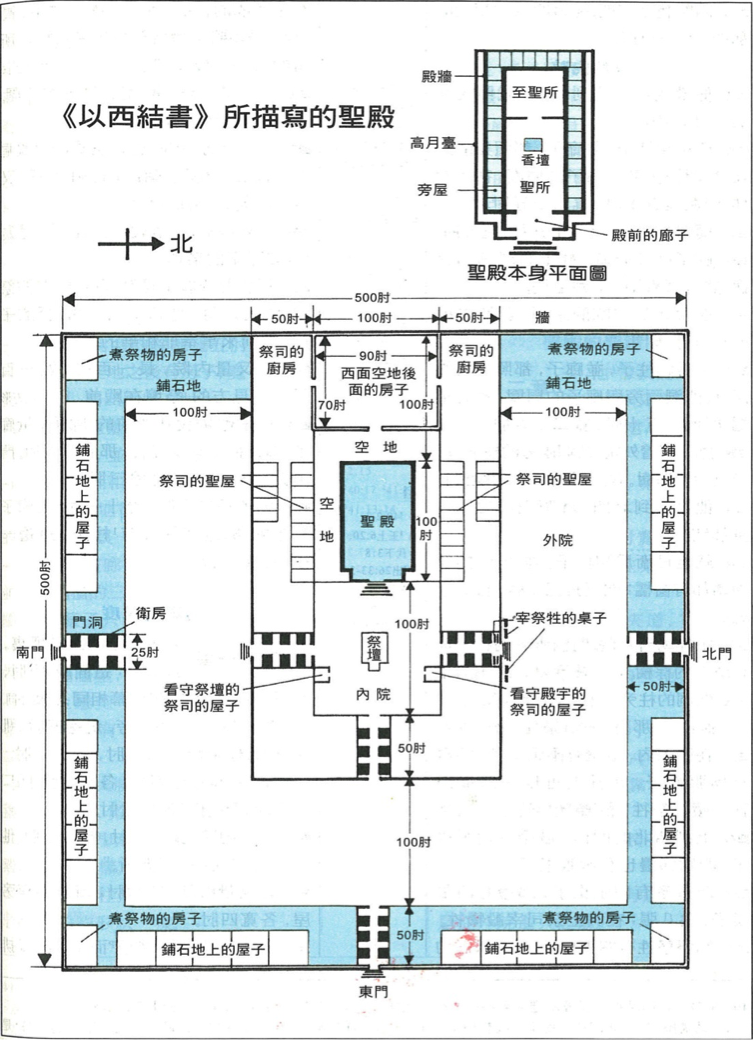 殿牆
至聖所
《以西結書》所描寫的聖殿
高月臺
香壇
旁屋
聖所
殿前的廊子
北
聖殿本身平面圖
500肘
50肘
100肘
50肘
牆
煮祭物的房子
祭司的廚房
90肘
祭司的廚房
煮祭物的房子
西面空地後面的房子
鋪石地
鋪石地
70肘
100肘
100肘
100肘
空地
鋪石地上的屋子
鋪石地上的屋子
祭司的聖屋
祭司的聖屋
空地
聖殿
100肘
外院
500肘
100肘
門洞
衛房
宰祭牲的桌子
祭壇
南門
25肘
北門
看守祭壇的祭司的屋子
看守殿宇的祭司的屋子
50肘
內院
50肘
鋪石地上的屋子
鋪石地上的屋子
100肘
煮祭物的房子
煮祭物的房子
50肘
鋪石地上的屋子
鋪石地上的屋子
東門